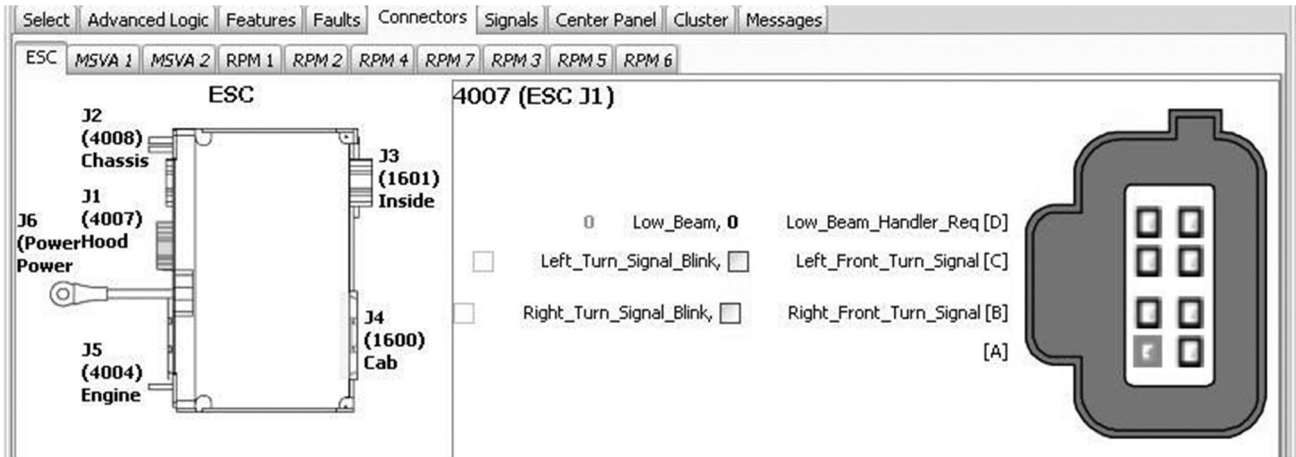 Select Advanced Logic Features Faults Connectors Signals Center Panel Cluster Messages
ESC MSVA 1 MSVA 2 RPM 1 RPM 2 RPM 4 RPM 7 RPM 3 RPM 5 RPM 6
ESC
J2
(4008)
Chassis
J1
(4007)
Hood
J6
(Power
Power
J5
(4004)
Engine
J3
(1601)
Inside
J4
(1600)
Cab
4007 (ESC J1)
0 Low_Beam, 0 Low_Beam_Handler_Req [D]
Left_Turn_Signal_Blink, Left_Front_Turn_Signal [C]
Right_Turn_Signal_Blink, Right_Front_Turn_Signal [B]
[A]